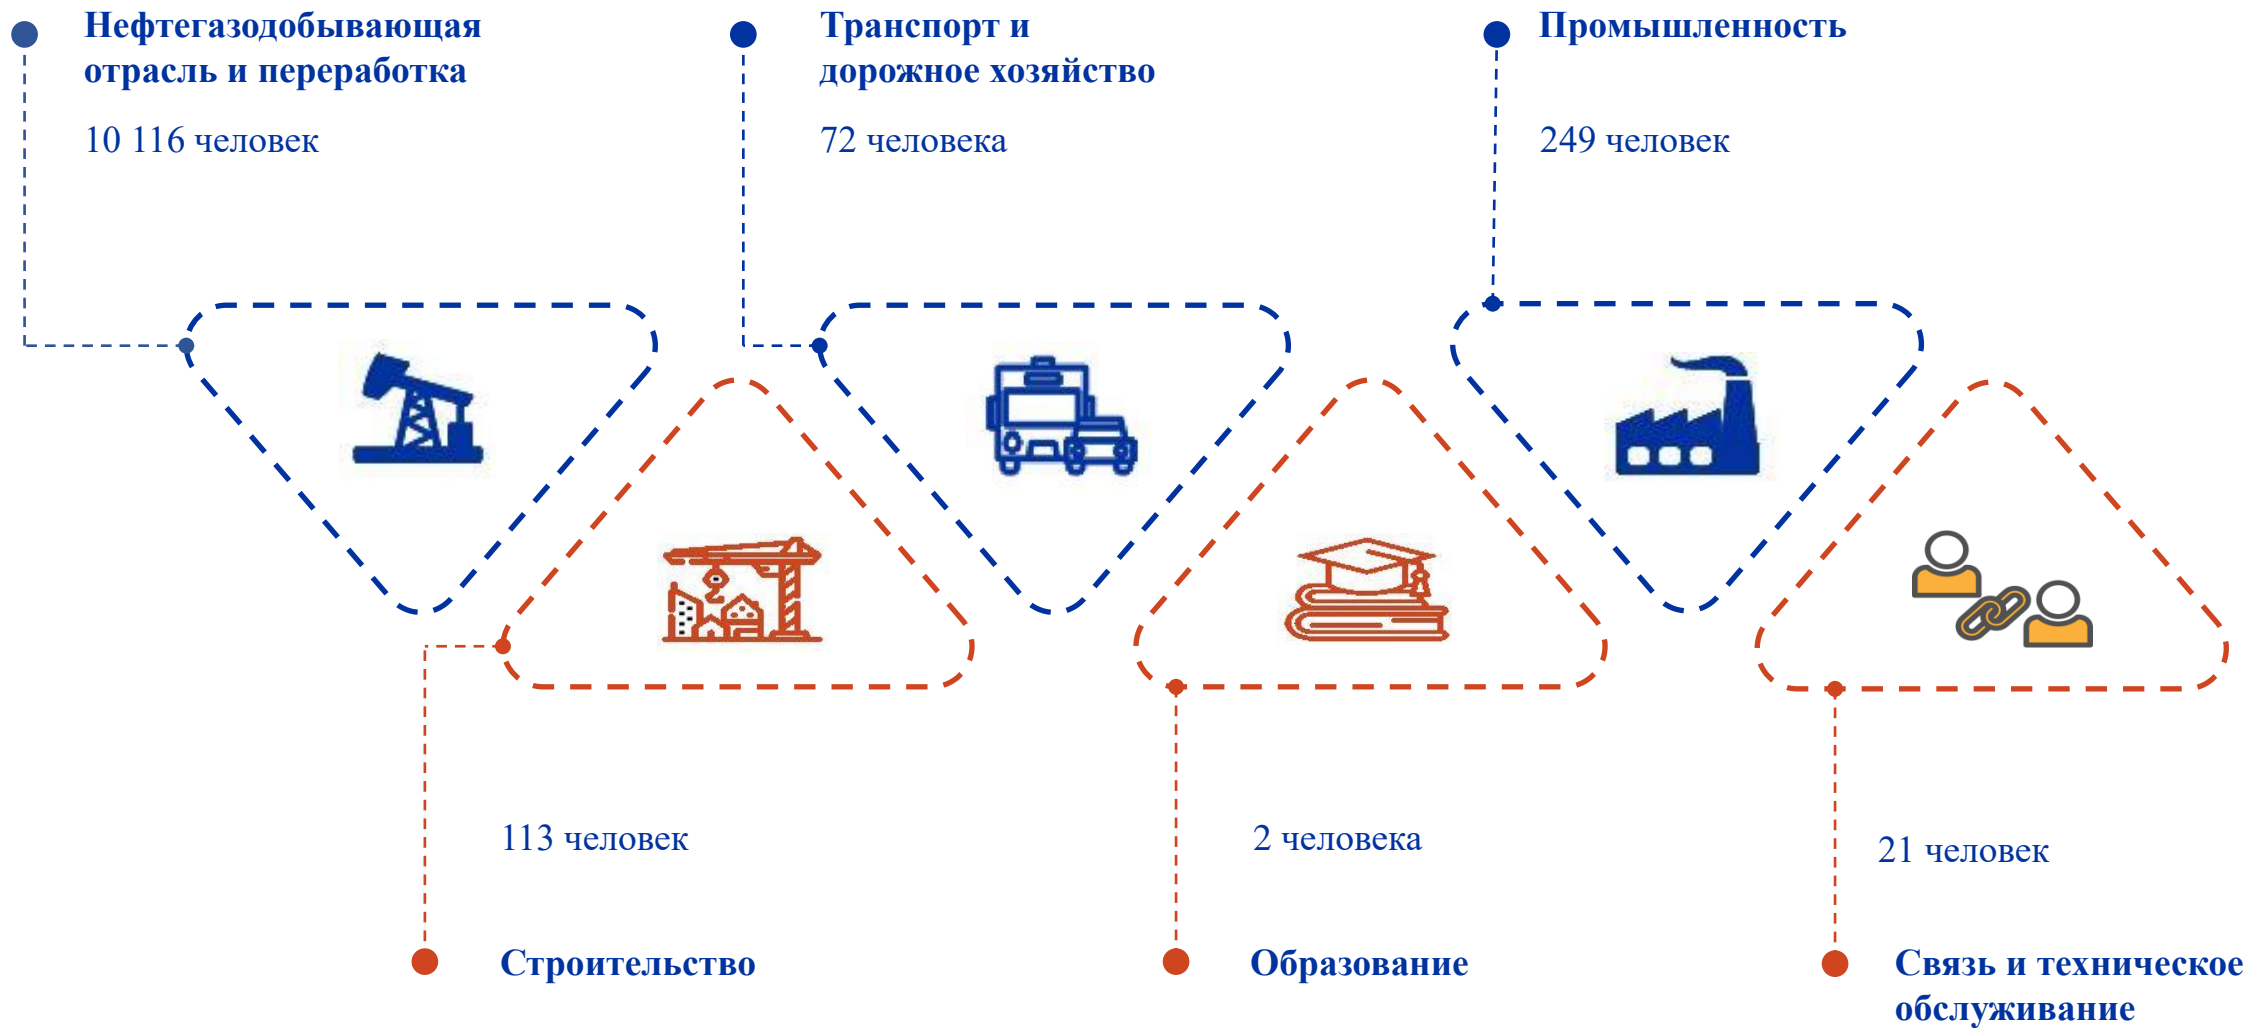 Нефтегазодобывающая
отрасль и переработка
10 116 человек
Транспорт и
дорожное хозяйство
72 человека
Промышленность
249 человек
113 человек
Строительство
2 человека
Образование
21 человек
Связь и техническое
обслуживание